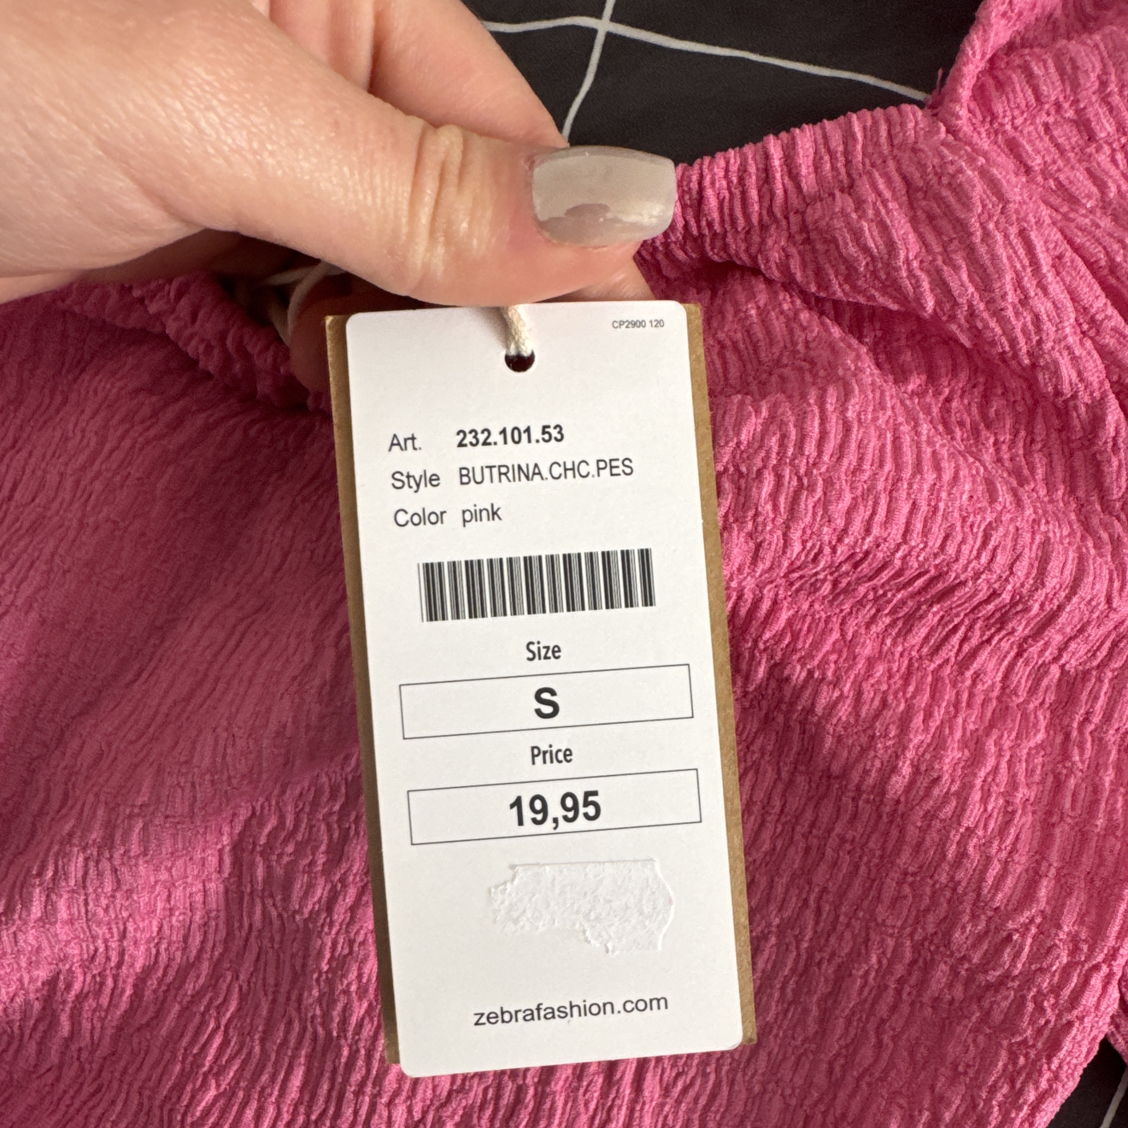 CP2900 120
Art. 232.101.53
Style BUTRINA.CHC.PES
Color pink
Size
S
Price
19,95
zebrafashion.com